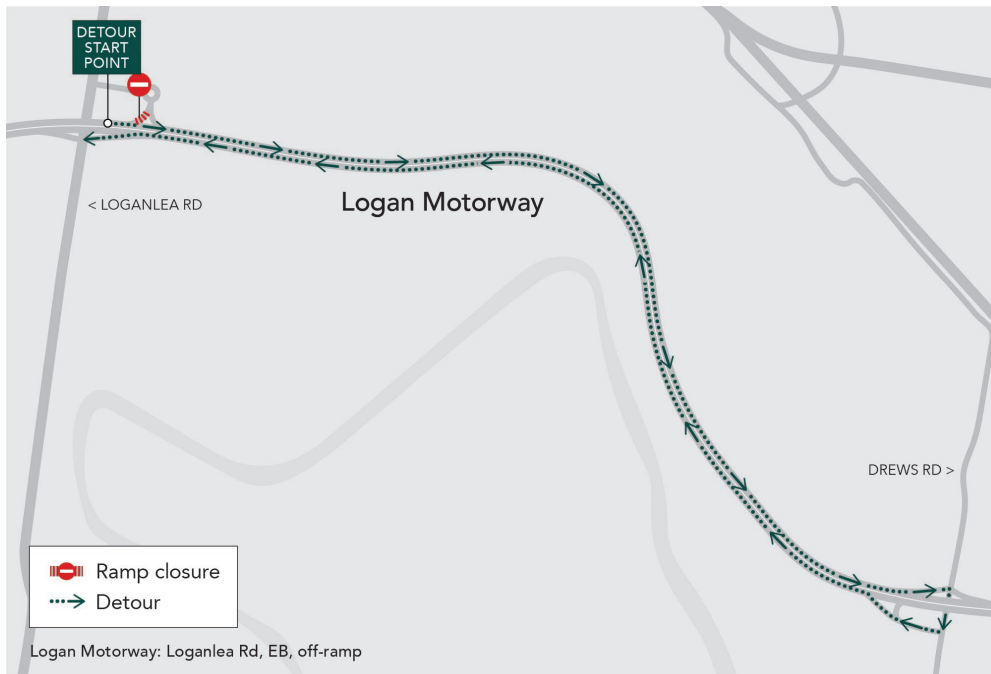 DETOUR
START
POINT
< LOGANLEA RD
Logan Motorway
DREWS RD >
Ramp closure
Detour
Logan Motorway: Loganlea Rd, EB, off-ramp